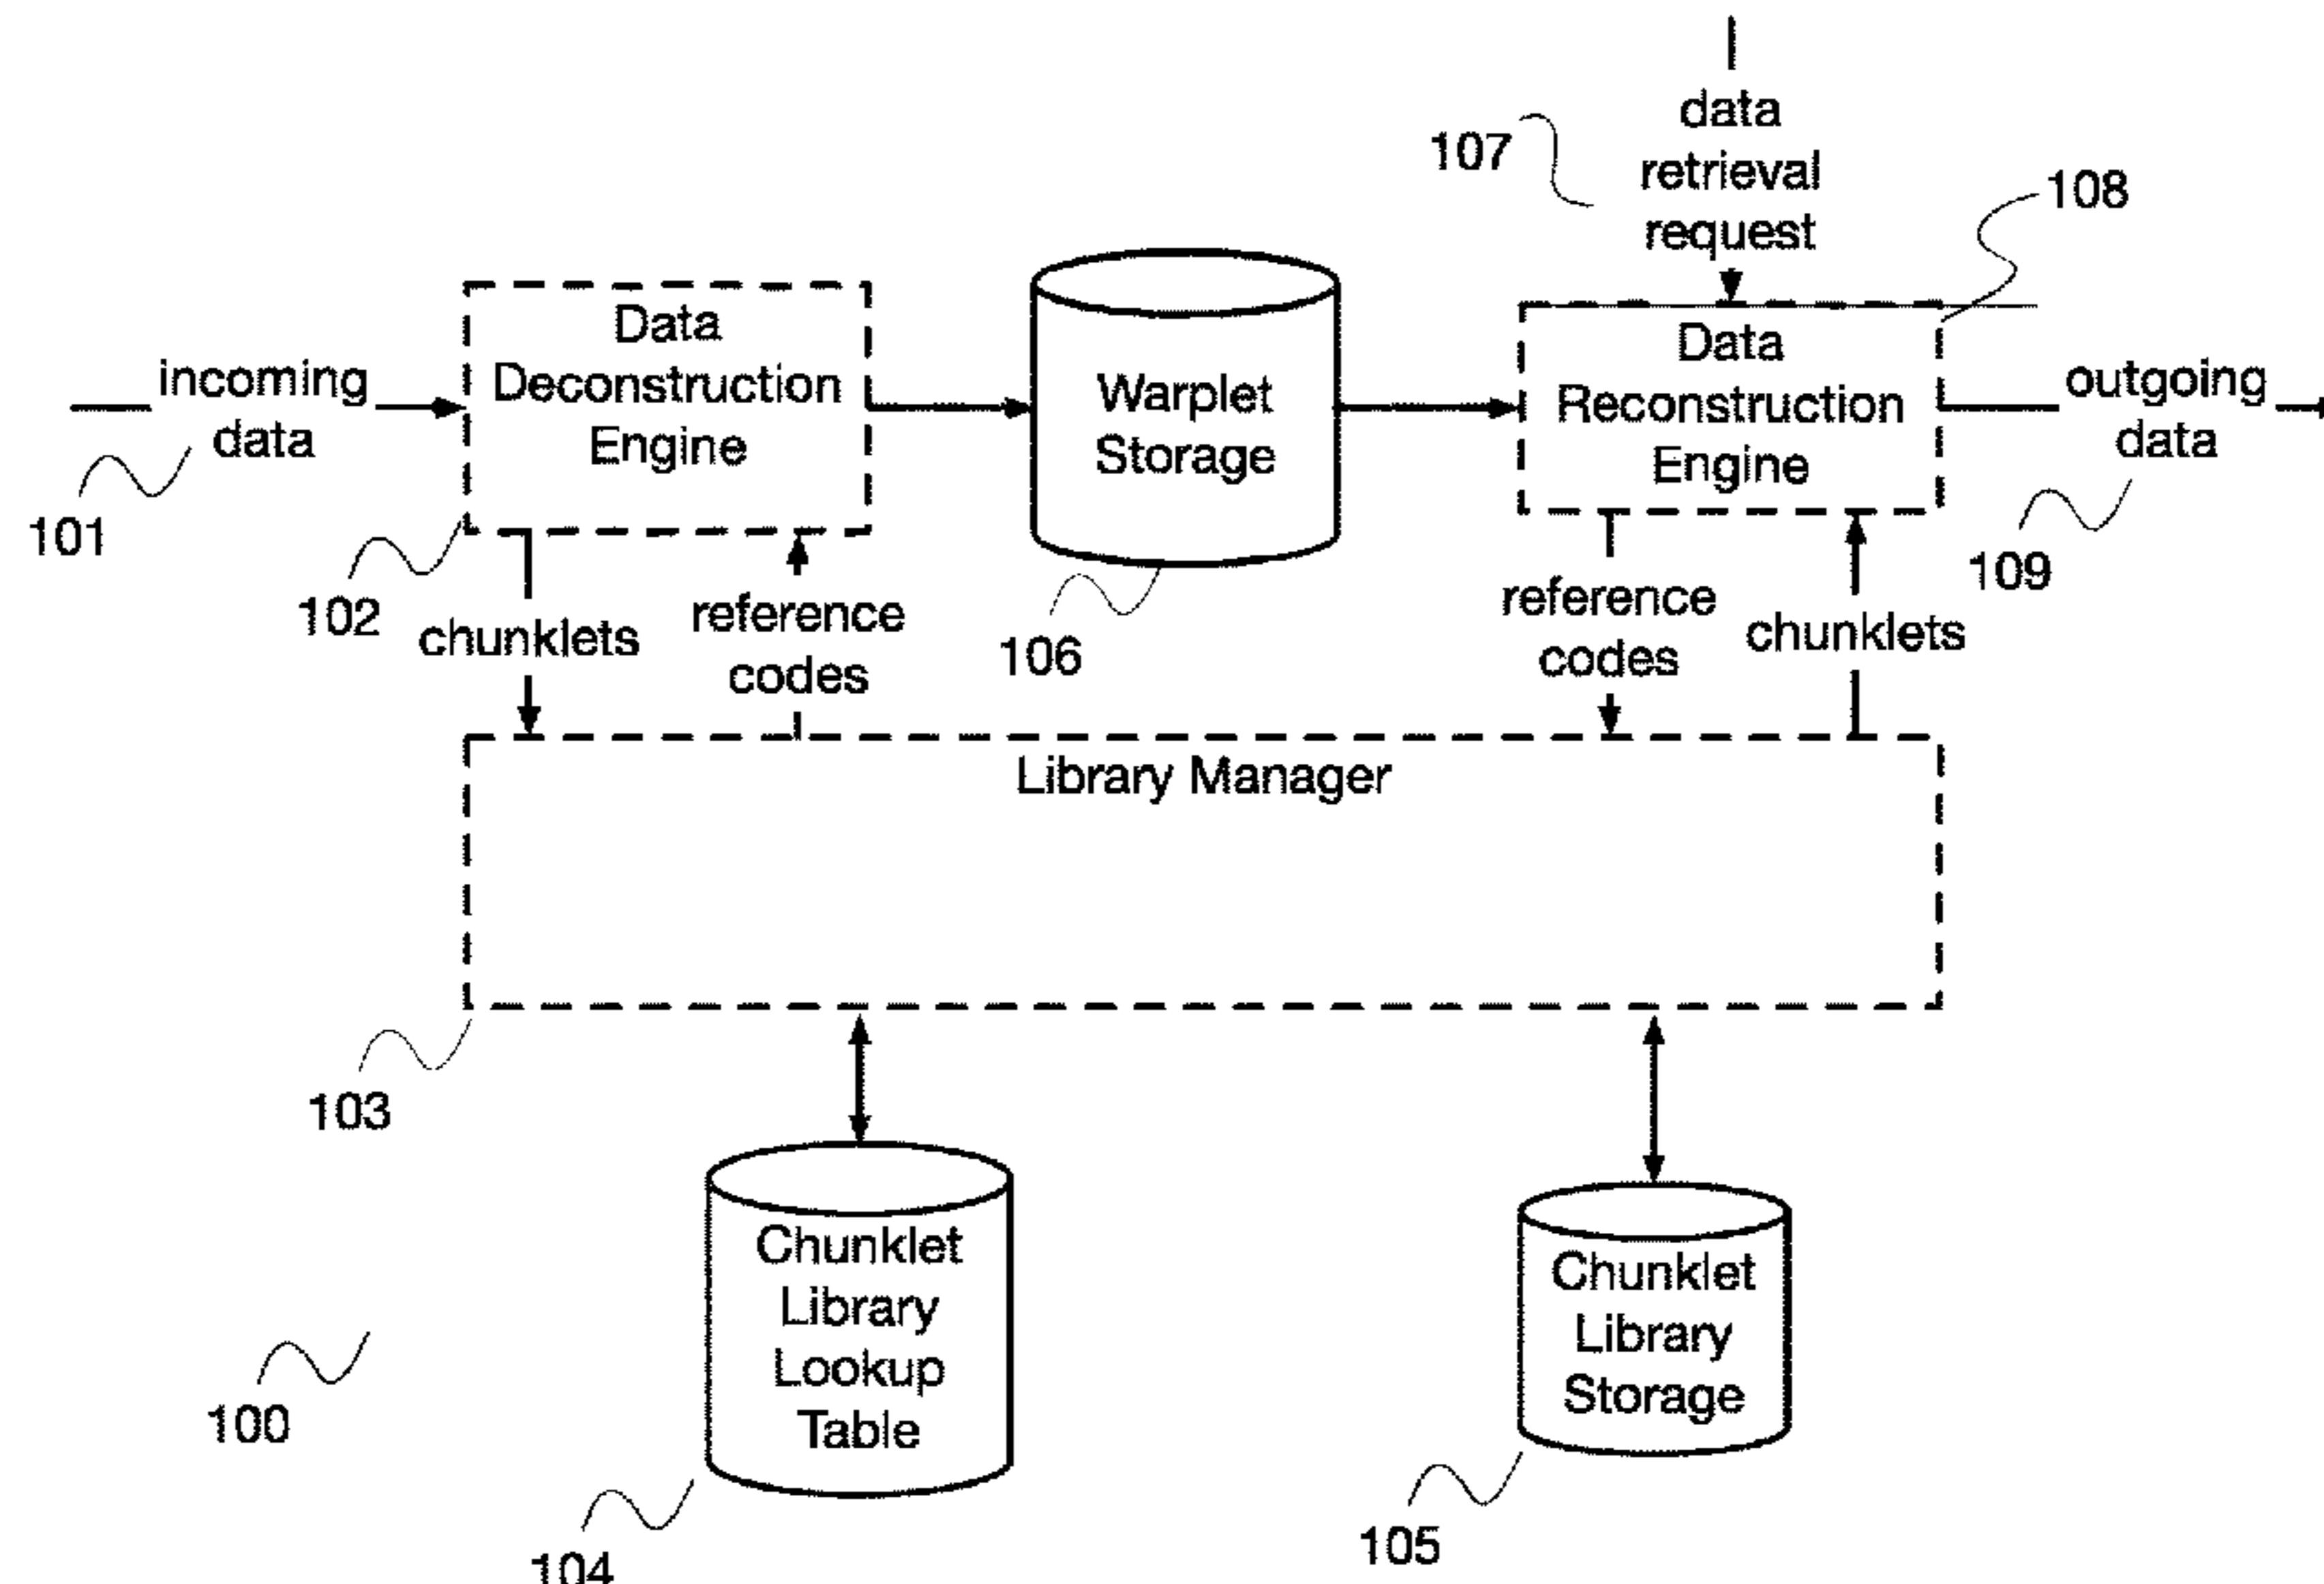 data
retrieval
request
107
108
incoming
data
101
Data
Deconstruction
Engine
102
Warplet
Storage
106
Data
Reconstruction
Engine
outgoing
data
109
chunklets
reference
codes
reference
codes
chunklets
Library Manager
103
Chunklet
Library
Lookup
Table
104
Chunklet
Library
Storage
105
100